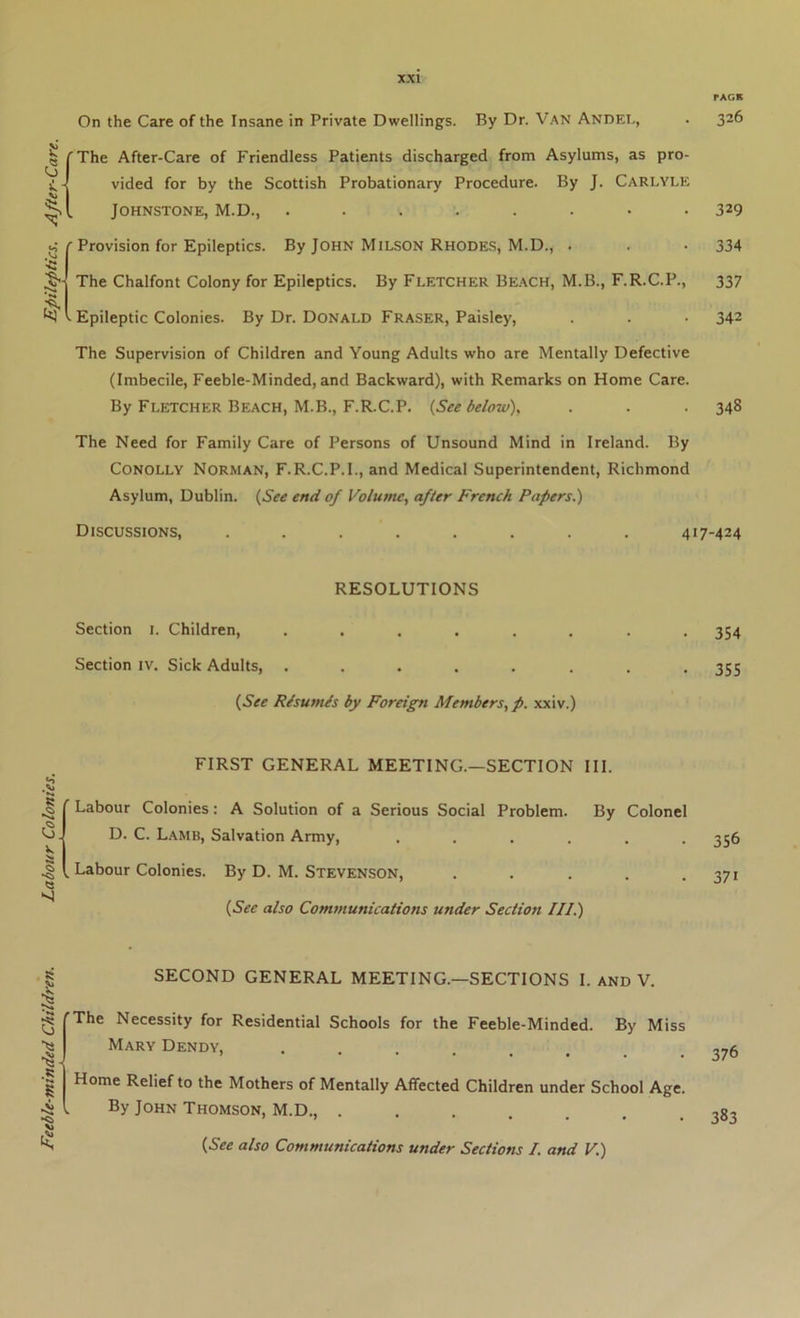 xxi
PAGE
On the Care of the Insane in Private Dwellings. By Dr. VAN ANDEL, . 326
After-Care.
The After-Care of Friendless Patients discharged from Asylums, as pro-
vided for by the Scottish Probationary Procedure. By J. CARLYLE
JOHNSTONE, M.D., . . . . . . . . 329
Epileptics.
Provision for Epileptics. By JOHN MILSON RHODES, M.D., . . . 334
The Chalfont Colony for Epileptics. By FLETCHER BEACH, M.B., F.R.C.P., 337
Epileptic Colonies. By Dr. DONALD FRASER, Paisley, . . . 342
The Supervision of Children and Young Adults who are Mentally Defective
(Imbecile, Feeble-Minded, and Backward), with Remarks on Home Care.
By FLETCHER BEACH, M.B., F.R.C.P. (See below), . . . 348
The Need for Family Care of Persons of Unsound Mind in Ireland. By
CONOLLY NORMAN, F.R.C.P.I., and Medical Superintendent, Richmond
Asylum, Dublin. (See end of Volume, after French Papers.)
DISCUSSIONS, . . . . . . . . 417-424
RESOLUTIONS
Section I. Children, . . . . . . . . 354
Section IV. Sick Adults, . . . . . . . . 355
(See Résumés by Foreign Members, p. xxiv.)
FIRST GENERAL MEETING.—SECTION III.
Labour Colonies.
Labour Colonies: A Solution of a Serious Social Problem. By Colonel
D. C. LAMB, Salvation Army, . . . . . . 356
Labour Colonies. By D. M. STEVENSON, . . . . . 371
(See also Communications under Section III.)
SECOND GENERAL MEETING.—SECTIONS I. AND V.
Feeble-minded Children.
The Necessity for Residential Schools for the Feeble-Minded. By Miss
MARY DENDY, . . . . . . . . 376
Home Relief to the Mothers of Mentally Affected Children under School Age.
By JOHN THOMSON, M.D., . . . . . . . 383
(See also Communications under Sections I. and V.)